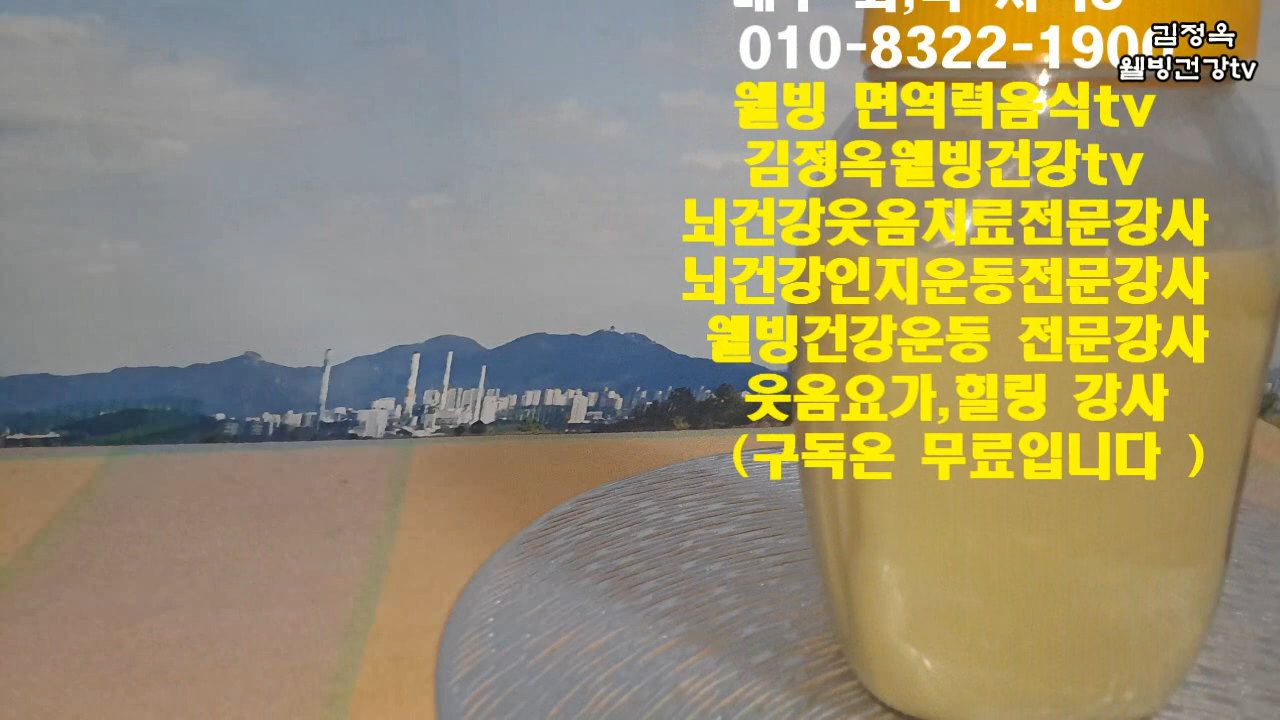 010-8322-1900
김정옥
웰빙건강tv
웰빙 면역력음식tv
김정옥웰빙건강tv
뇌건강웃음치료전문강사
뇌건강인지운동전문강사
웰빙건강운동 전문강사
웃음요가,힐링 강사
(구독은 무료입니다 )